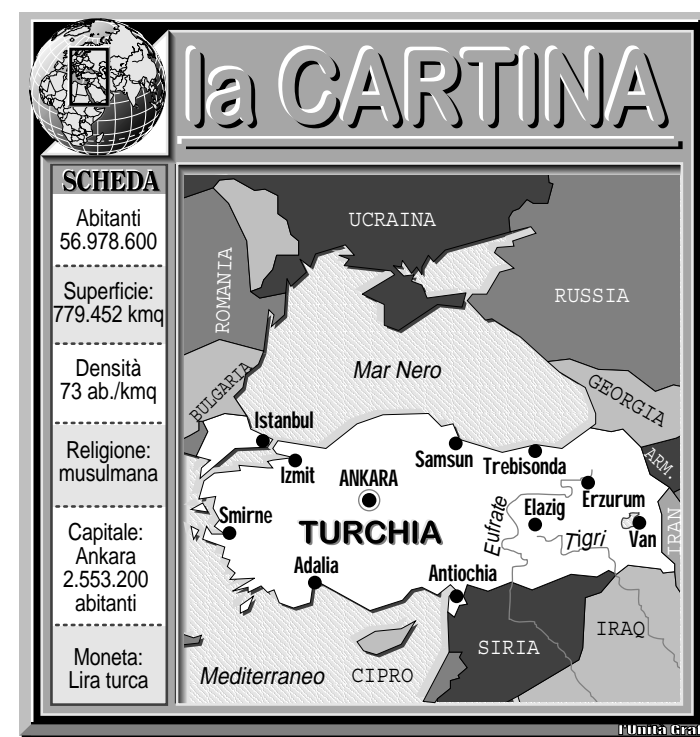 la CARTINA
SCHEDA
Abitanti
56.978.600
Superficie:
779.452 kmq
Densità
73 ab./kmq
Religione:
musulmana
Capitale:
Ankara
2.553.200
abitanti
Moneta:
Lira turca
UCRAINA
ROMANIA
RUSSIA
Mar Nero
BULGARIA
GEORGIA
Istanbul
Izmit
ANKARA
Samsun
Trebisonda
ARM.
Smirne
TURCHIA
Eufrate
Elazig
Erzurum
Tigri
Van
IRAN
Adalia
Antiochia
SIRIA
IRAQ
Mediterraneo
CIPRO
l'Unità Gra